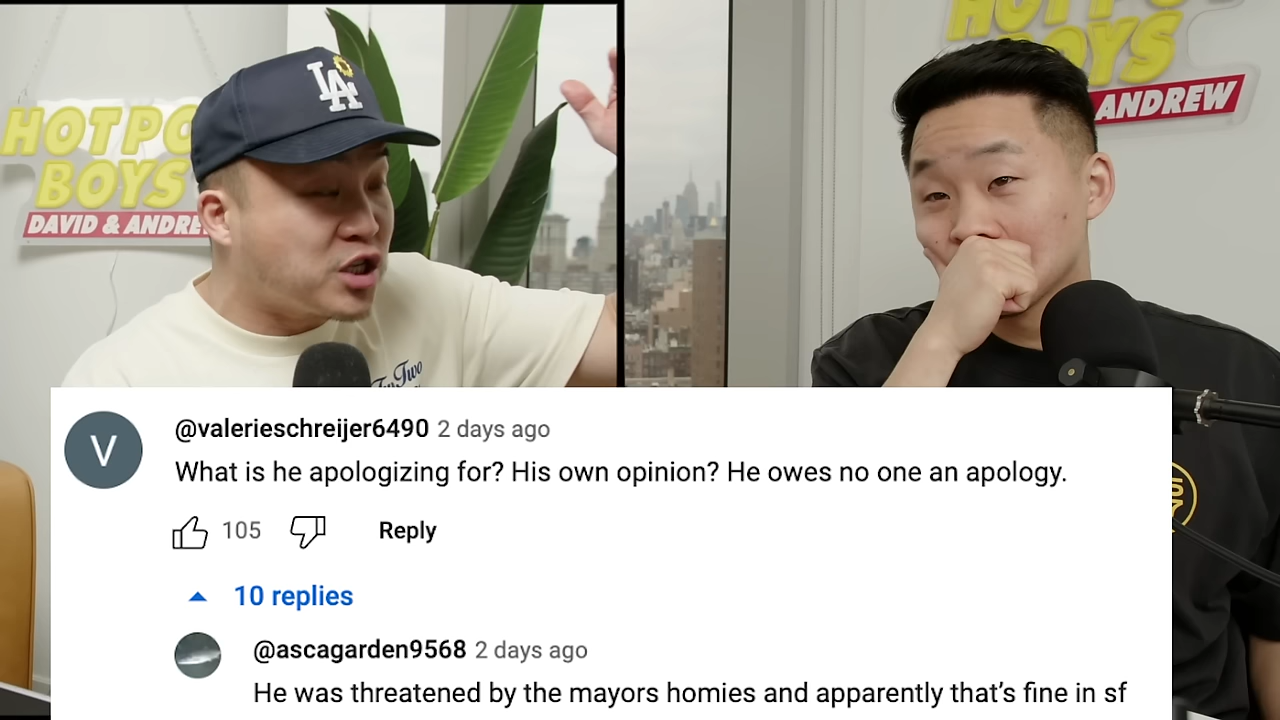 HOT PO
BOYS
DAVID & ANDRE
LA
HOT PO
BOYS
ANDREW
@valerieschreijer6490 2 days ago
What is he apologizing for? His own opinion? He owes no one an apology.
V
105
Reply
10 replies
@ascagarden9568 2 days ago
He was threatened by the mayors homies and apparently that’s fine in sf